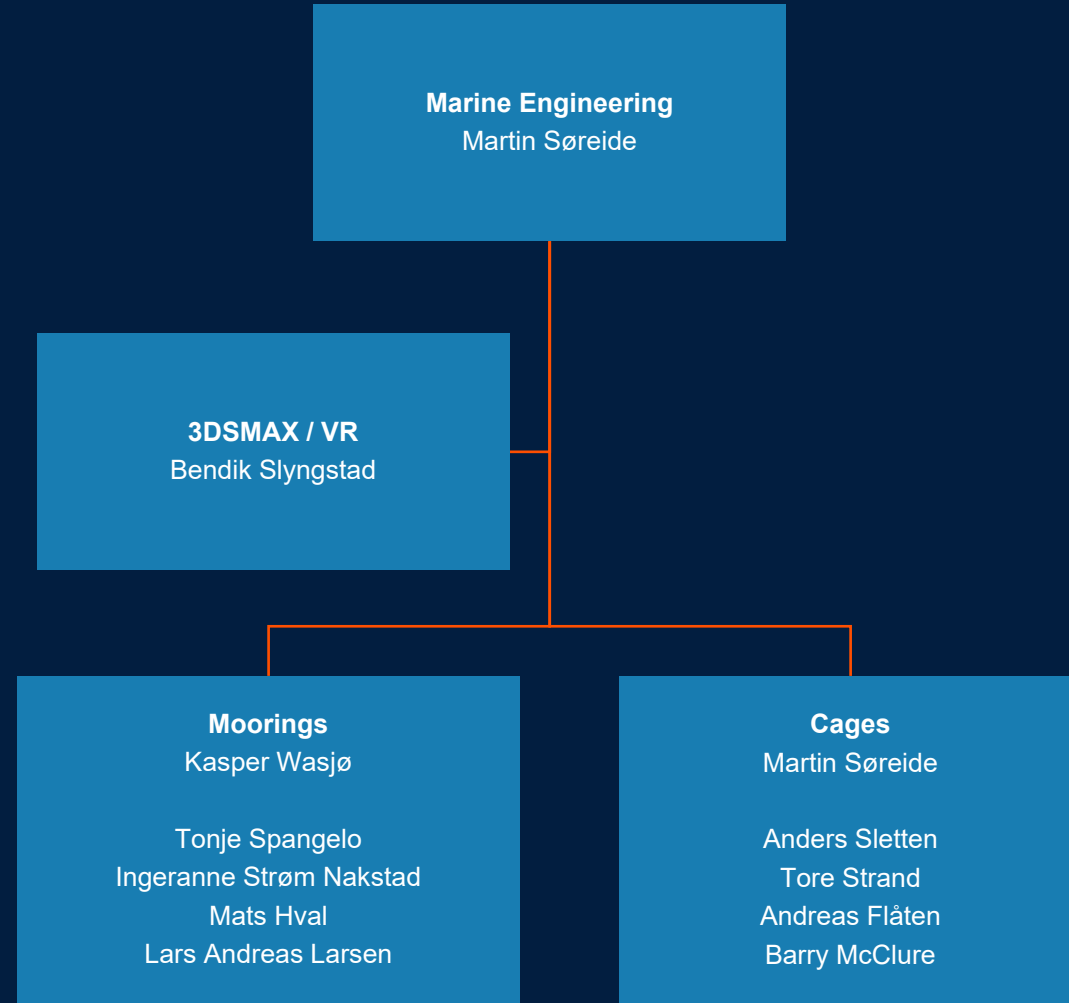 Marine Engineering
Martin Søreide
3DSMAX / VR
Bendik Slyngstad
Moorings
Kasper Wasjø
Tonje Spangelo
Ingeranne Strøm Nakstad
Mats Hval
Lars Andreas Larsen
Cages
Martin Søreide
Anders Sletten
Tore Strand
Andreas Flåten
Barry McClure